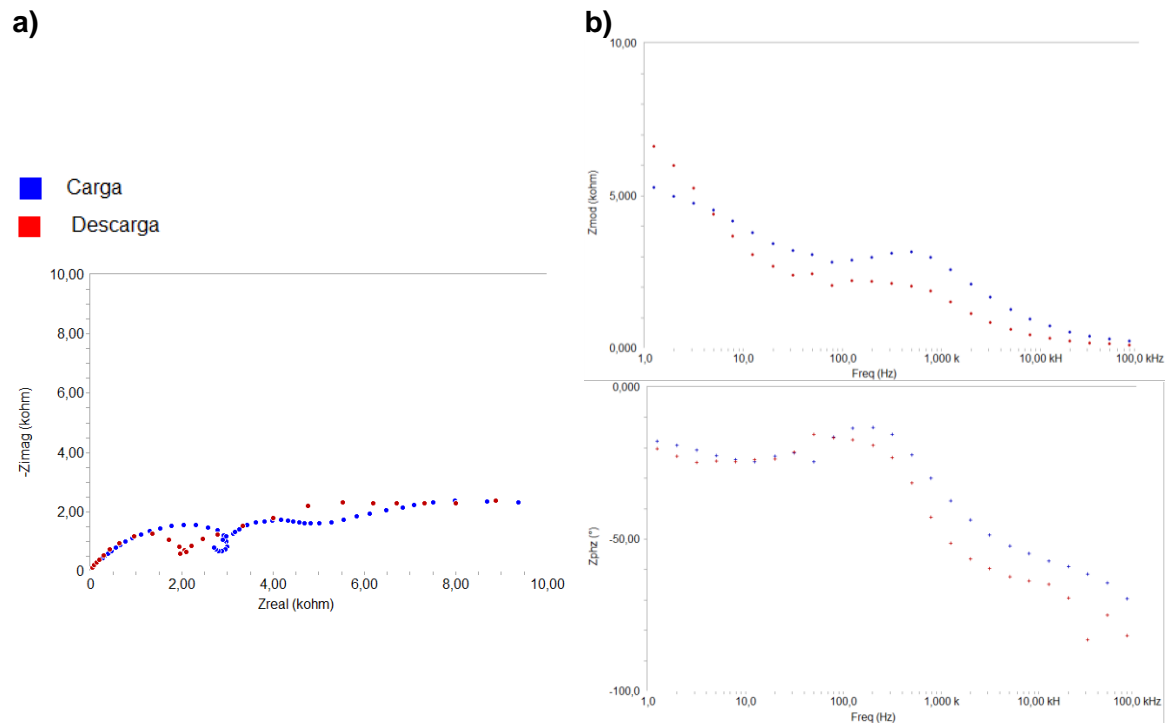 a)
Carga
Descarga
10,00
8,00
6,00
4,00
2,00
0
-Zimag (kohm)
0
2,00
4,00
6,00
8,00
10,00
Zreal (kohm)
b)
10,00
5,000
0,000
Zmod (kohm)
1,0
10,0
100,0
1,000 k
10,00 kH
100,0 kHz
Freq (Hz)
0,000
-50,00
-100,0
Zphz (°)
1,0
10,0
100,0
1,000 k
10,00 kH
100,0 kHz
Freq (Hz)